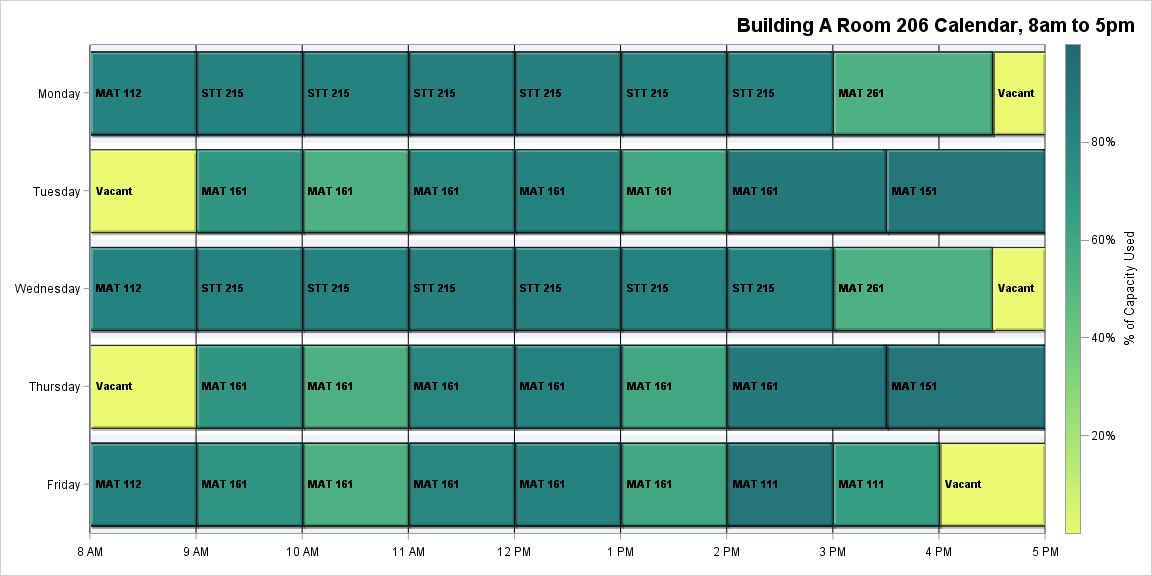 Building A Room 206 Calendar, 8am to 5pm
Monday MAT 112 STT 215 STT 215 STT 215 STT 215 STT 215 STT 215 MAT 261 Vacant
80%
Tuesday Vacant MAT 161 MAT 161 MAT 161 MAT 161 MAT 161 MAT 161 MAT 151
60%
% of Capacity Used
Wednesday MAT 112 STT 215 STT 215 STT 215 STT 215 STT 215 STT 215 MAT 261 Vacant
40%
Thursday Vacant MAT 161 MAT 161 MAT 161 MAT 161 MAT 161 MAT 161 MAT 151
20%
Friday MAT 112 MAT 161 MAT 161 MAT 161 MAT 161 MAT 161 MAT 111 MAT 111 Vacant
8 AM 9 AM 10 AM 11 AM 12 PM 1 PM 2 PM 3 PM 4 PM 5 PM